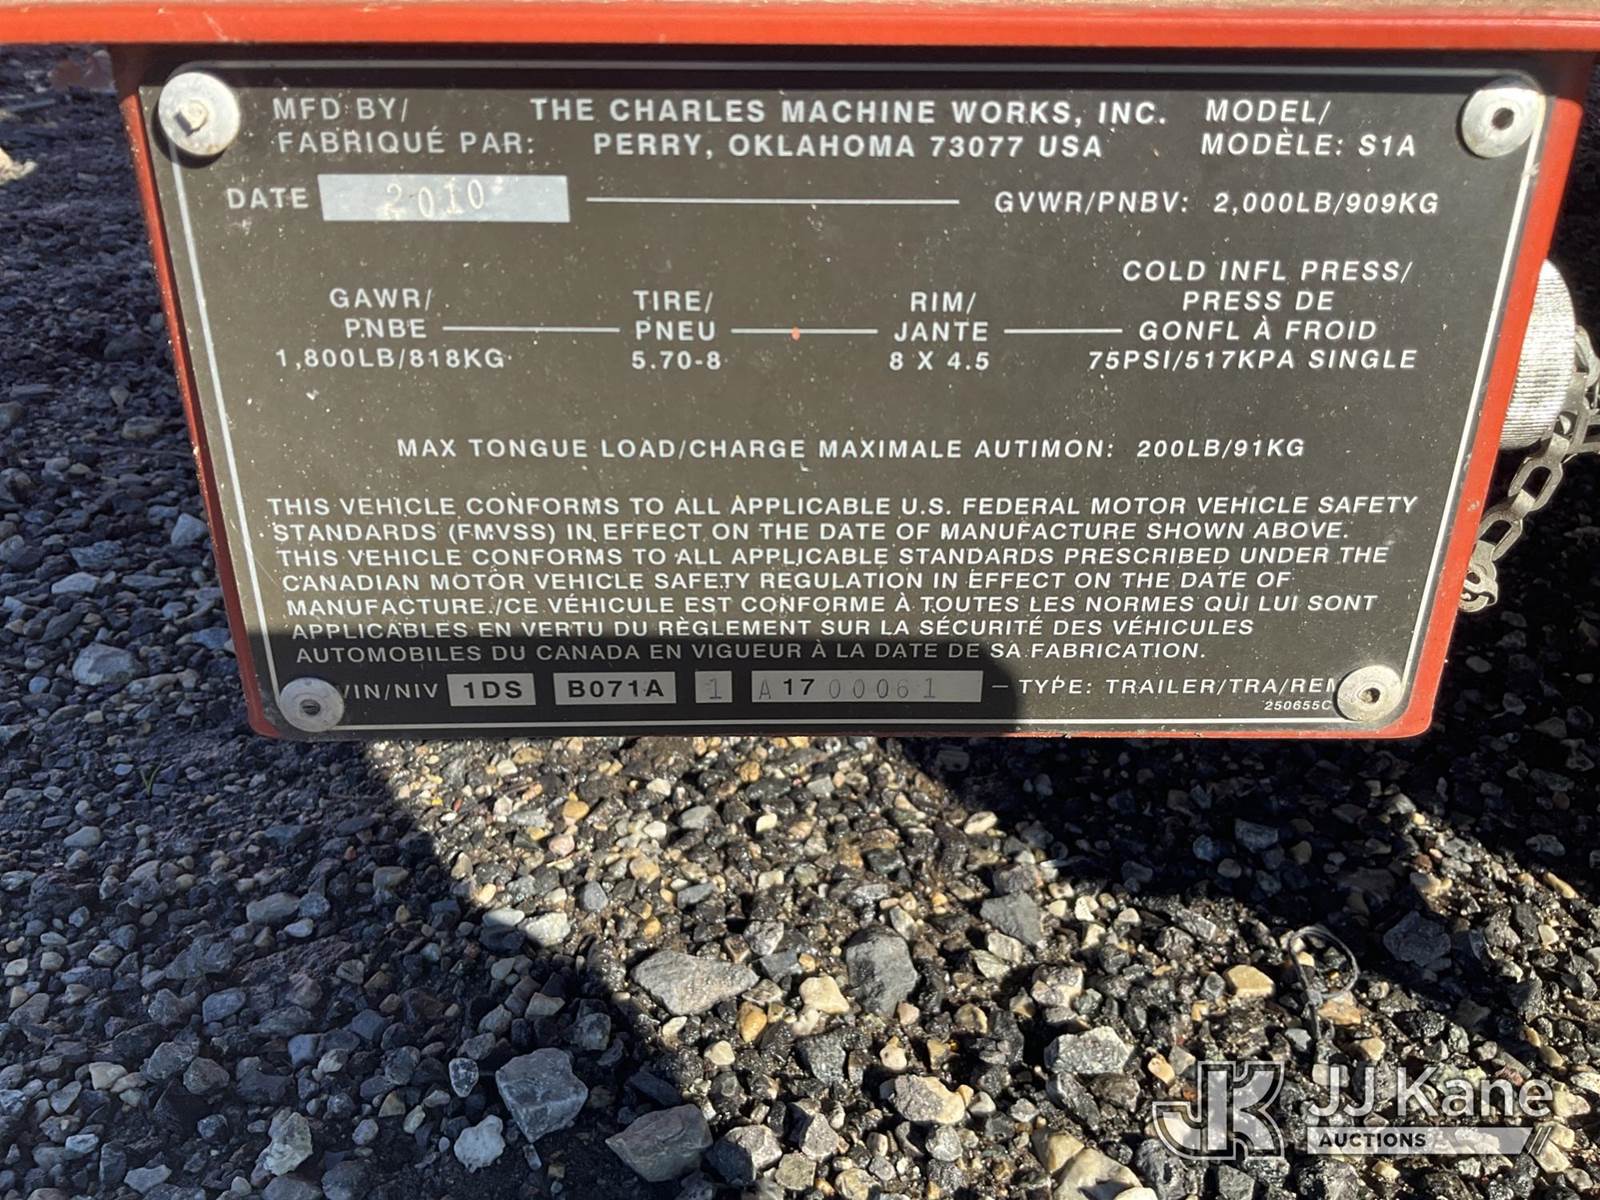 MFD BY/ THE CHARLES MACHINE WORKS, INC. MODEL/
FABRIQUÉ PAR: PERRY, OKLAHOMA 73077 USA MODÈLE: S1A
DATE 2010 GVWR/PNBV: 2,000LB/909KG
COLD INFL PRESS/
GAWR/ TIRE/ RIM/ PRESS DE
PNBE PNEU JANTE GONFL À FROID
1,800LB/818KG 5.70-8 8 X 4.5 75PSI/517KPA SINGLE
MAX TONGUE LOAD/CHARGE MAXIMALE AUTIMON: 200LB/91KG
THIS VEHICLE CONFORMS TO ALL APPLICABLE U.S. FEDERAL MOTOR VEHICLE SAFETY
STANDARDS (FMVSS) IN EFFECT ON THE DATE OF MANUFACTURE SHOWN ABOVE.
THIS VEHICLE CONFORMS TO ALL APPLICABLE STANDARDS PRESCRIBED UNDER THE
CANADIAN MOTOR VEHICLE SAFETY REGULATION IN EFFECT ON THE DATE OF
MANUFACTURE./CE VÉHICULE EST CONFORME À TOUTES LES NORMES QUI LUI SONT
APPLICABLES EN VERTU DU RÈGLEMENT SUR LA SÉCURITÉ DES VÉHICULES
AUTOMOBILES DU CANADA EN VIGUEUR À LA DATE DE SA FABRICATION.
/IN/NIV 1DS B071A 1 A 17 00061 - TYPE: TRAILER/TRA/REM
250655C
JK JJ Kane
AUCTIONS